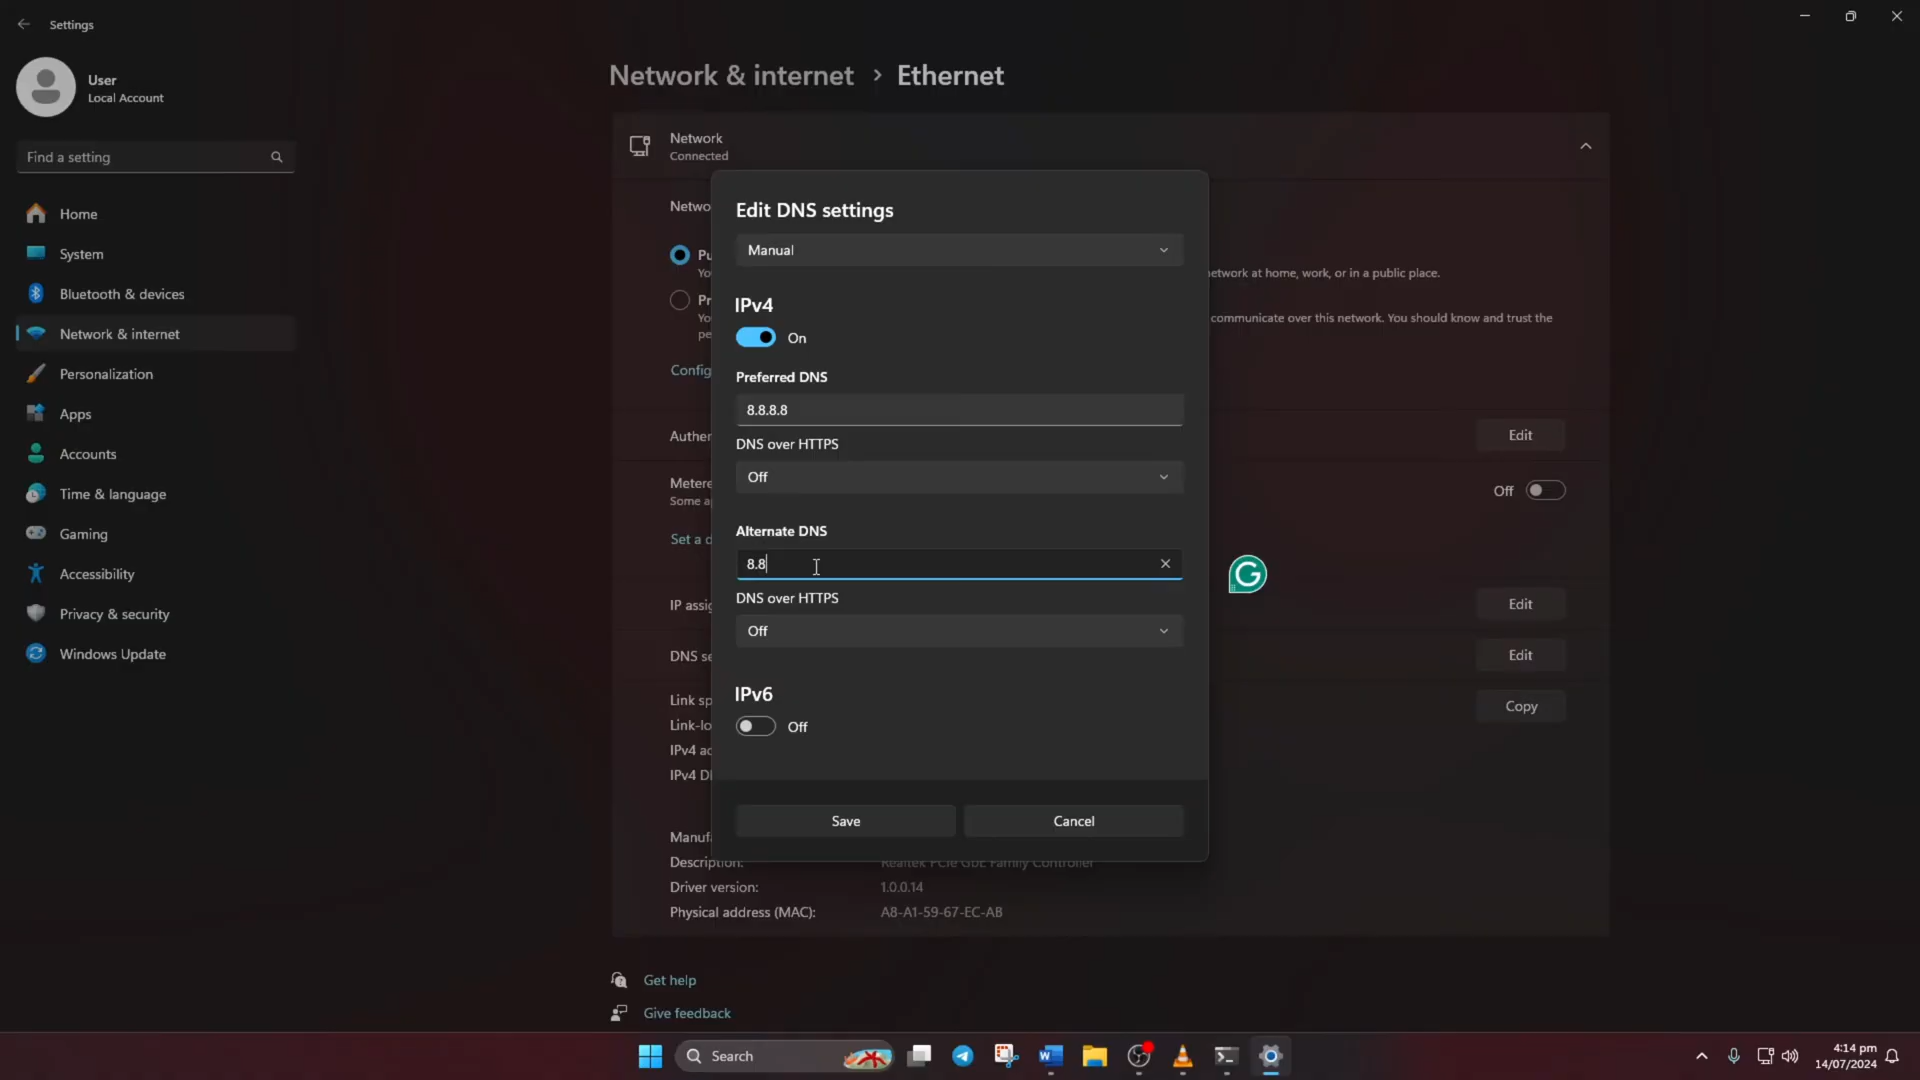 Settings
User
Local Account
Find a setting
Home
System
Bluetooth & devices
Network & internet
Personalization
Apps
Accounts
Time & language
Gaming
Accessibility
Privacy & security
Windows Update
Network & internet > Ethernet
Network
Connected
Edit DNS settings
Manual
IPv4
On
Preferred DNS
8.8.8.8
DNS over HTTPS
Off
Alternate DNS
8.8
DNS over HTTPS
Off
IPv6
Off
Save
Cancel
etwork at home, work, or in a public place.
communicate over this network. You should know and trust the
Edit
Off
Edit
Edit
Copy
Description:
Realtek PCIe GbE Family Controller
Driver version:
1.0.0.14
Physical address (MAC):
A8-A1-59-67-EC-AB
Get help
Give feedback
Search
4:14 pm
14/07/2024